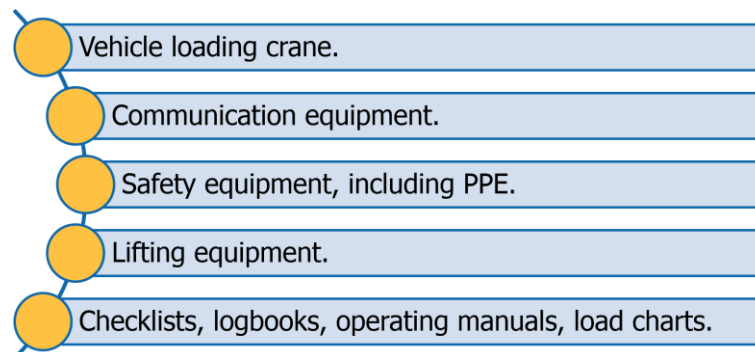 Vehicle loading crane.
Communication equipment.
Safety equipment, including PPE.
Lifting equipment.
Checklists, logbooks, operating manuals, load charts.